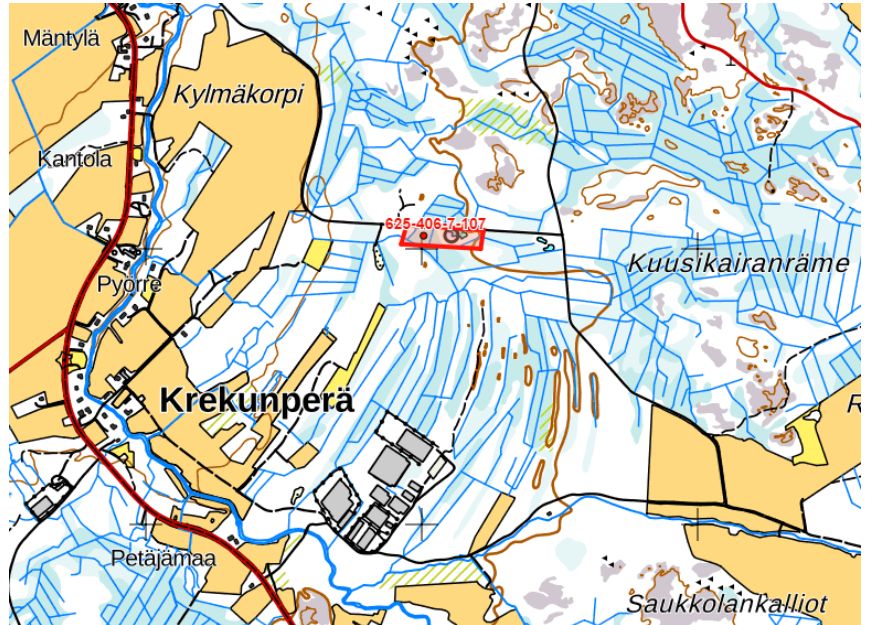 Mäntylä
Kylmäkorpi
Kantola
625-406-7-107
Kuusikairanräme
Pyörre
Krekunperä
R
Petäjämaa
Saukkolankalliot